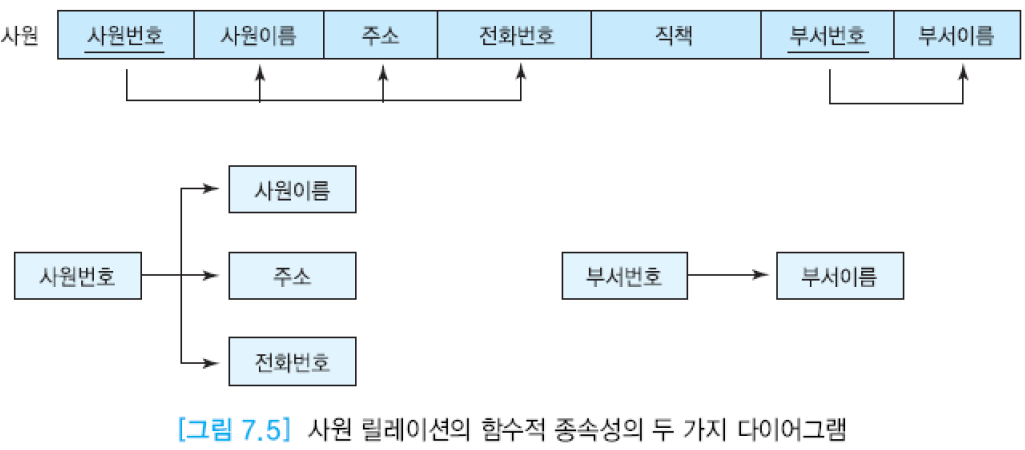 사원 사원번호 사원이름 주소 전화번호 직책 부서번호 부서이름
사원이름
사원번호 주소 부서번호 부서이름
전화번호
[그림 7.5] 사원 릴레이션의 함수적 종속성의 두 가지 다이어그램